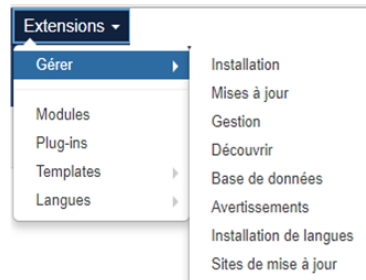 Extensions
Gérer
Modules
Plug-ins
Templates
Langues
Installation
Mises à jour
Gestion
Découvrir
Base de données
Avertissements
Installation de langues
Sites de mise à jour